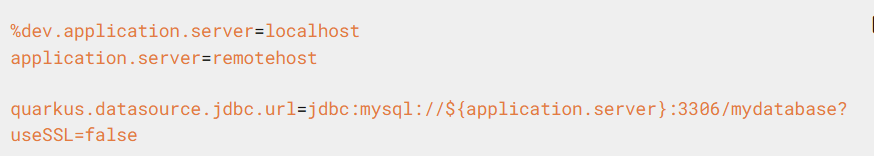 %dev.application.server=localhost
application.server=remotehost
quarkus.datasource.jdbc.url=jdbc:mysql://${application.server}:3306/mydatabase?
useSSL=false